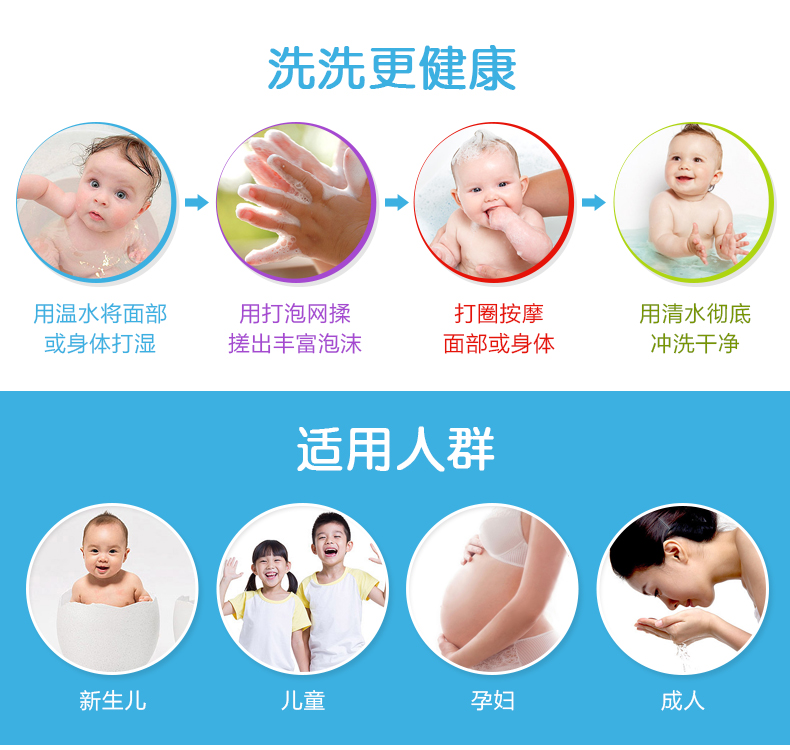 洗洗更健康
用温水将面部
或身体打湿
用打泡网揉
搓出丰富泡沫
打圈按摩
面部或身体
用清水彻底
冲洗干净
适用人群
新生儿
儿童
孕妇
成人